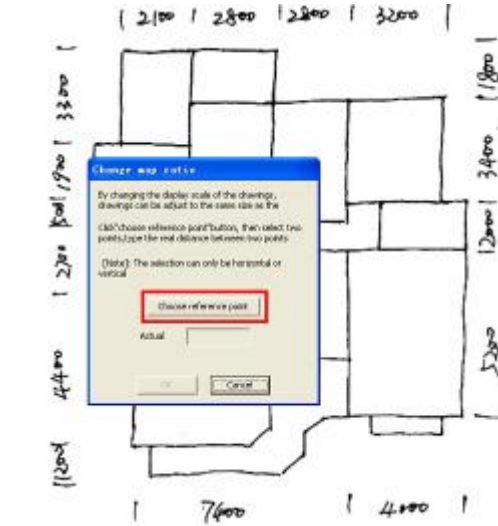 2100 2800 2800 3200
3300
1800
1900
3400
Change map ratio
By changing the display scale of the drawings,
drawings can be adjust to the same size as the
Click"choose reference point"button, then select two
points,type the real distance between two points
[Note]: The selection can only be horizontal or
vertical
2000
2700
Choose reference point
Actual
5200
4400
OK Cancel
1200
7600 4000